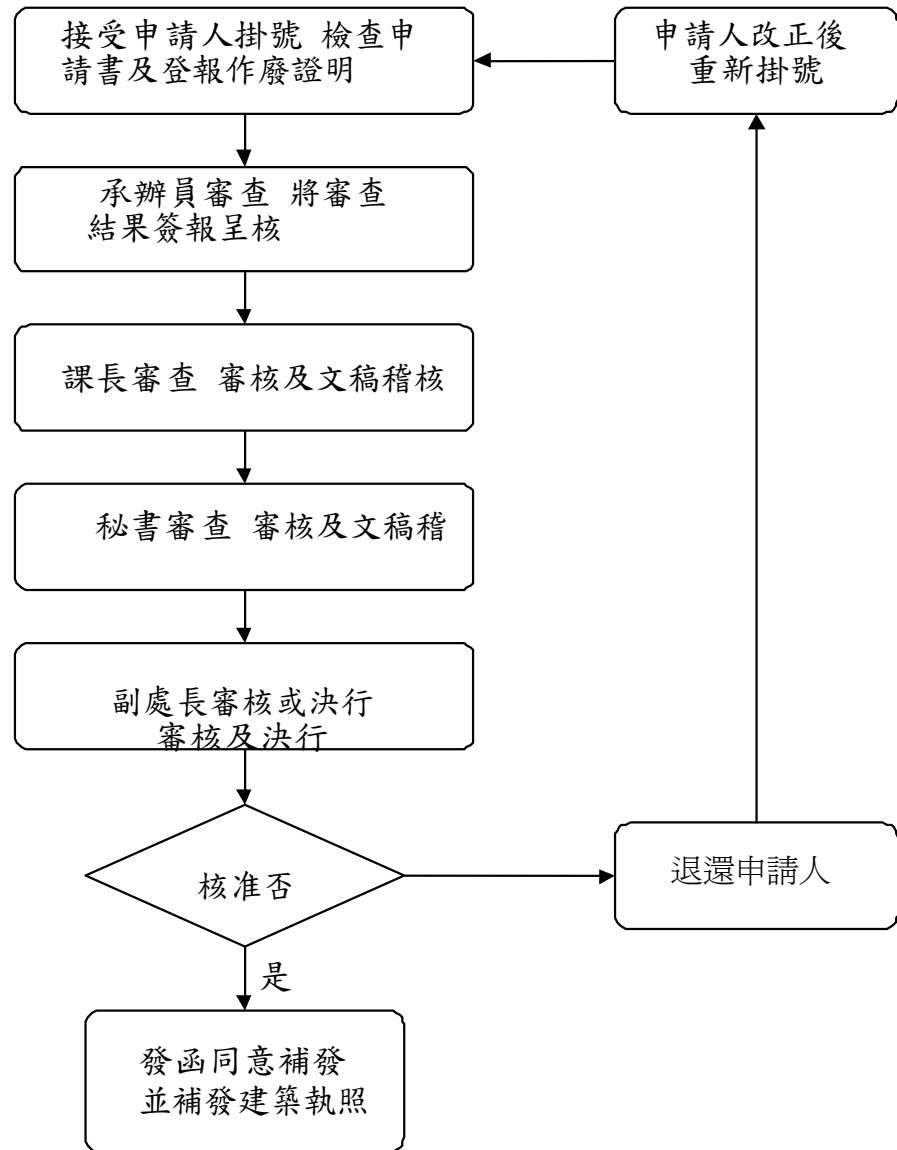 接受申請人掛號 檢查申
請書及登報作廢證明
申請人改正後
重新掛號
承辦員審查 將審查
結果簽報呈核
課長審查 審核及文稿稽核
秘書審查 審核及文稿稽
副處長審核或決行
審核及決行
核准否
退還申請人
是
發函同意補發
並補發建築執照